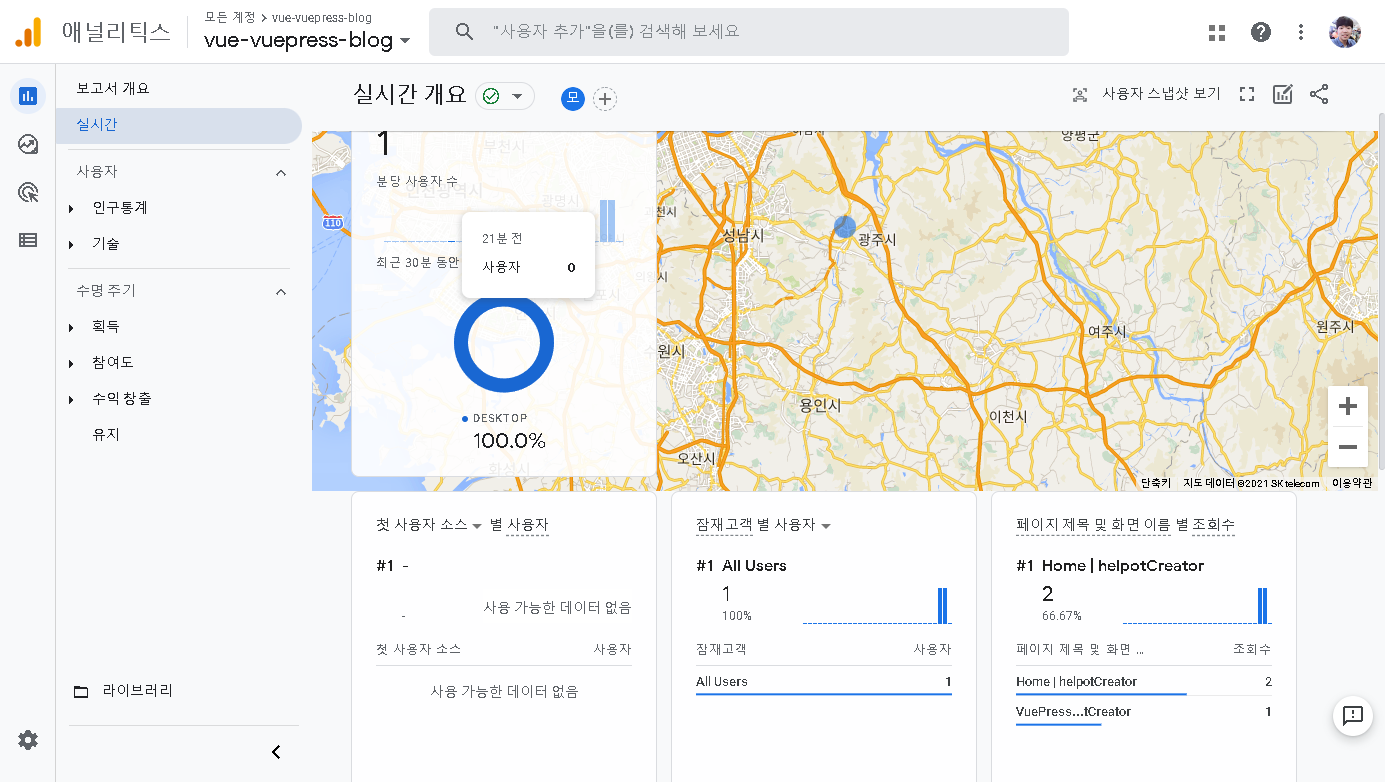 애널리틱스
모든 계정 > vue-vuepress-blog
vue-vuepress-blog
"사용자 추가"을(를) 검색해 보세요
보고서 개요
실시간
사용자
인구통계
기술
수명 주기
획득
참여도
수익 창출
유지
라이브러리
실시간 개요
모
사용자 스냅샷 보기
1
분당 사용자 수
21분 전
사용자 0
최근 30분 동안
DESKTOP
100.0%
부천시
광명시
화성시
110
성남시
광주시
양평군
여주시
원주시
용인시
이천시
오산시
단축키
지도 데이터 ©2021 SK telecom
이용약관
첫 사용자 소스 별 사용자
#1 -
-
사용 가능한 데이터 없음
첫 사용자 소스 사용자
사용 가능한 데이터 없음
잠재고객 별 사용자
#1 All Users
1
100%
잠재고객 사용자
All Users 1
페이지 제목 및 화면 이름 별 조회수
#1 Home | helpotCreator
2
66.67%
페이지 제목 및 화면 ... 조회수
Home | helpotCreator 2
VuePress...tCreator 1